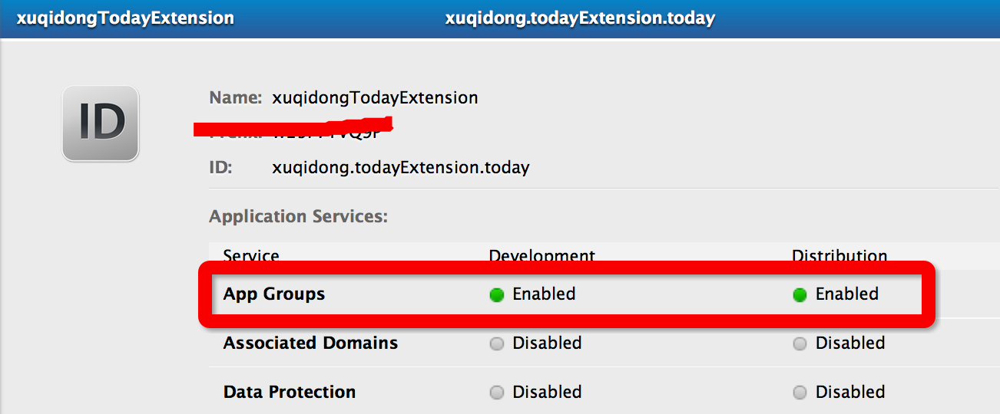 xuqidongTodayExtension xuqidong.todayExtension.today
ID
Name: xuqidongTodayExtension
ID: xuqidong.todayExtension.today
Application Services:
Service Development Distribution
App Groups Enabled Enabled
Associated Domains Disabled Disabled
Data Protection Disabled Disabled